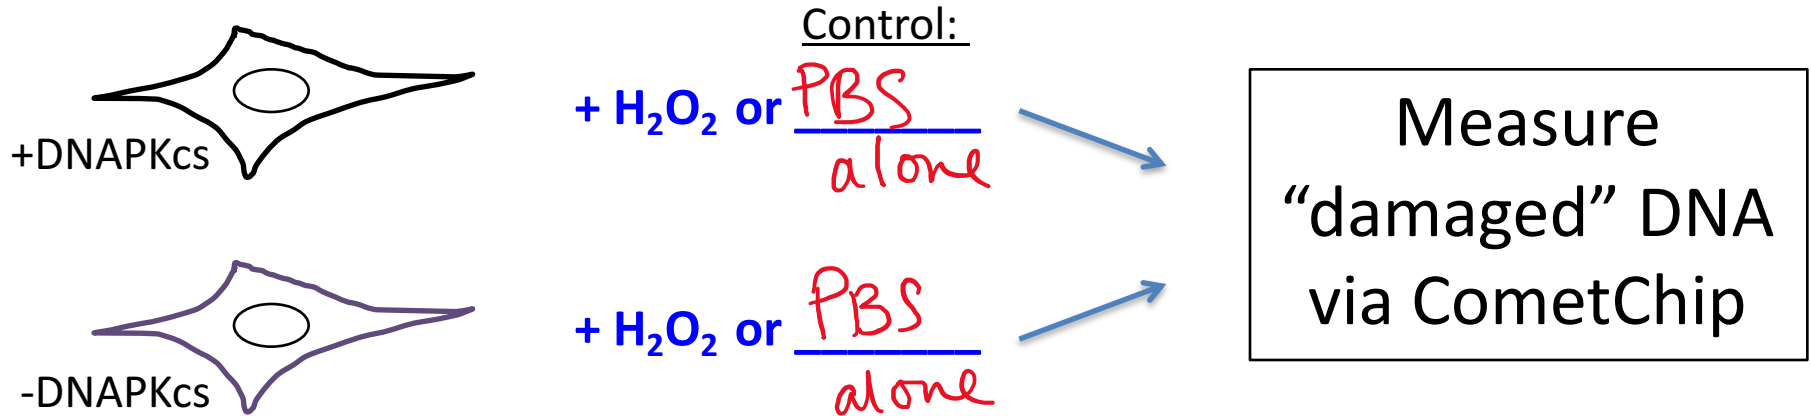 Control:
+DNAPKcs
+ H₂O₂ or PBS
alone
-DNAPKcs
+ H₂O₂ or PBS
alone
Measure
“damaged” DNA
via CometChip